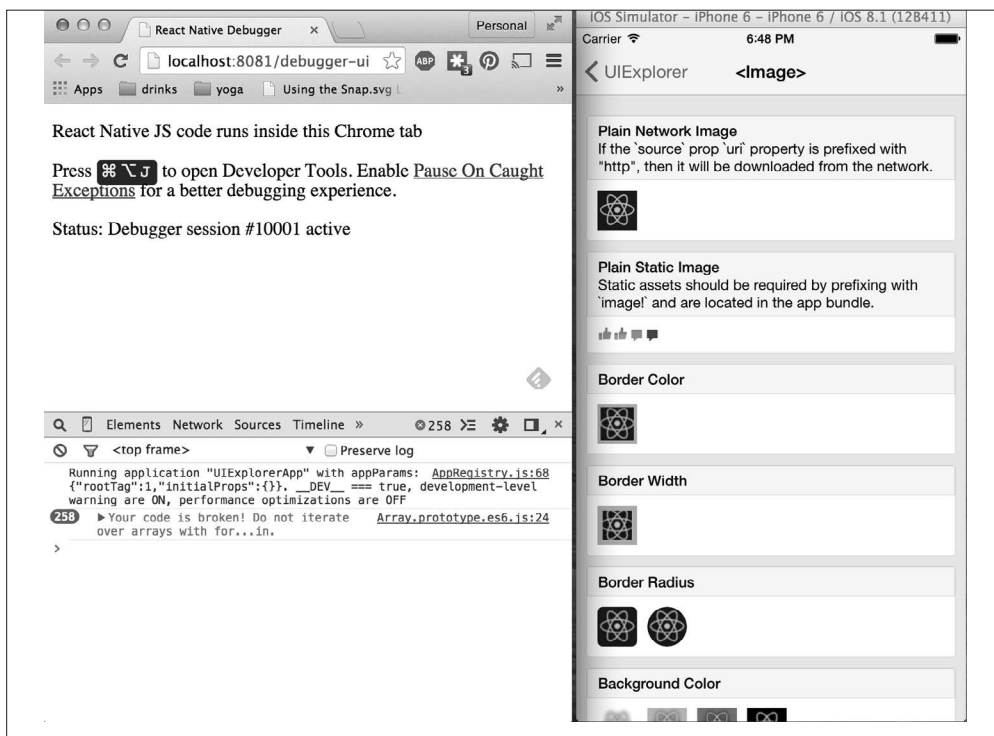 React Native Debugger
Personal
localhost:8081/debugger-ui
ABP
3
Apps
drinks
yoga
Using the Snap.svg L
»
React Native JS code runs inside this Chrome tab
Press ⌘⌥J to open Developer Tools. Enable Pause On Caught
Exceptions for a better debugging experience.
Status: Debugger session #10001 active
Elements Network Sources Timeline »
258
<top frame>
Preserve log
Running application "UIExplorerApp" with appParams: AppRegistry.js:68
{"rootTag":1,"initialProps":{}}. __DEV__ === true, development-level
warning are ON, performance optimizations are OFF
258 Your code is broken! Do not iterate Array.prototype.es6.js:24
over arrays with for...in.
>
iOS Simulator – iPhone 6 – iPhone 6 / iOS 8.1 (12B411)
Carrier
6:48 PM
UIExplorer
<Image>
Plain Network Image
If the `source` prop `uri` property is prefixed with
"http", then it will be downloaded from the network.
Plain Static Image
Static assets should be required by prefixing with
`image!` and are located in the app bundle.
Border Color
Border Width
Border Radius
Background Color